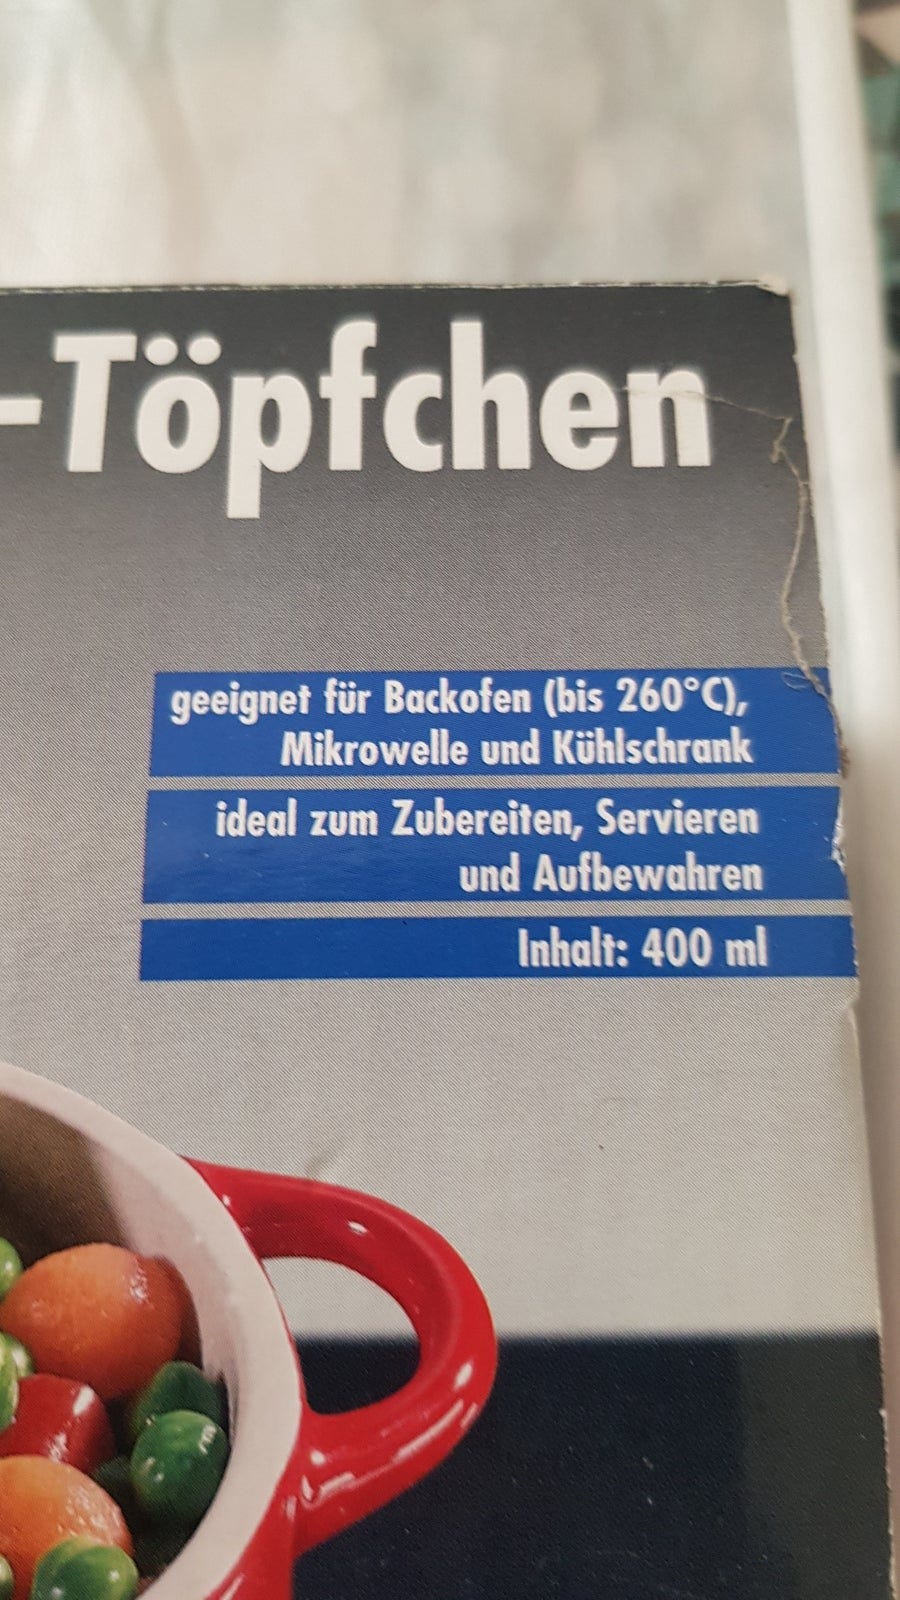 -Töpfchen
geeignet für Backofen (bis 260°C),
Mikrowelle und Kühlschrank
ideal zum Zubereiten, Servieren
und Aufbewahren
Inhalt: 400 ml